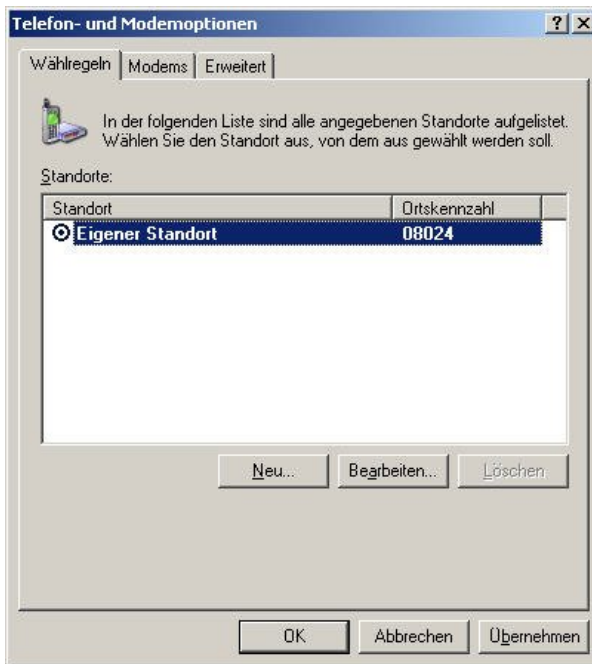 Telefon- und Modemoptionen
Wählregeln Modems Erweitert
In der folgenden Liste sind alle angegebenen Standorte aufgelistet.
Wählen Sie den Standort aus, von dem aus gewählt werden soll.
Standorte:
Standort Ortskennzahl
Eigener Standort 08024
Neu... Bearbeiten... Löschen
OK Abbrechen Übernehmen